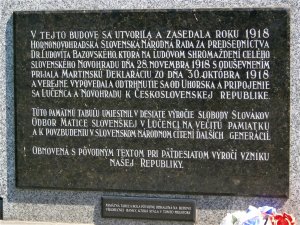 V TEJTO BUDOVE SA UTVORILA A ZASEDALA ROKU 1918
HORNONOVOHRADSKÁ SLOVENSKÁ NÁRODNÁ RADA ZA PREDSEDNÍCTVA
DR. ĽUDOVÍTA BAZOVSKÉHO, KTORÁ NA ĽUDOVOM SHROMAŽDENÍ CELÉHO
SLOVENSKÉHO NOVOHRADU DŇA 28. NOVEMBRA 1918 S ODUŠEVNENÍM
PRIJALA MARTINSKÚ DEKLARÁCIU ZO DŇA 30. OKTÓBRA 1918
A VEREJNE VYPOVEDALA ODTRHNUTIE SA OD UHORSKA A PRIPOJENIE
SA LUČENCA A NOVOHRADU K ČESKOSLOVENSKEJ REPUBLIKE.
TÚTO PAMÄTNÚ TABUĽU UMIESTNIL V DESIATE VÝROČIE SLOBODY SLOVÁKOV
ODBOR MATICE SLOVENSKEJ V LUČENCI NA VEČITÚ PAMIATKU
A K POVZBUDENIU V SLOVENSKOM NÁRODNOM CÍTENÍ ĎALŠÍCH GENERÁCIÍ.
OBNOVENÁ S PÔVODNÝM TEXTOM PRI PÄŤDESIATOM VÝROČÍ VZNIKU
NAŠEJ REPUBLIKY.
PAMÄTNÁ TABUĽA BOLA PÔVODNE